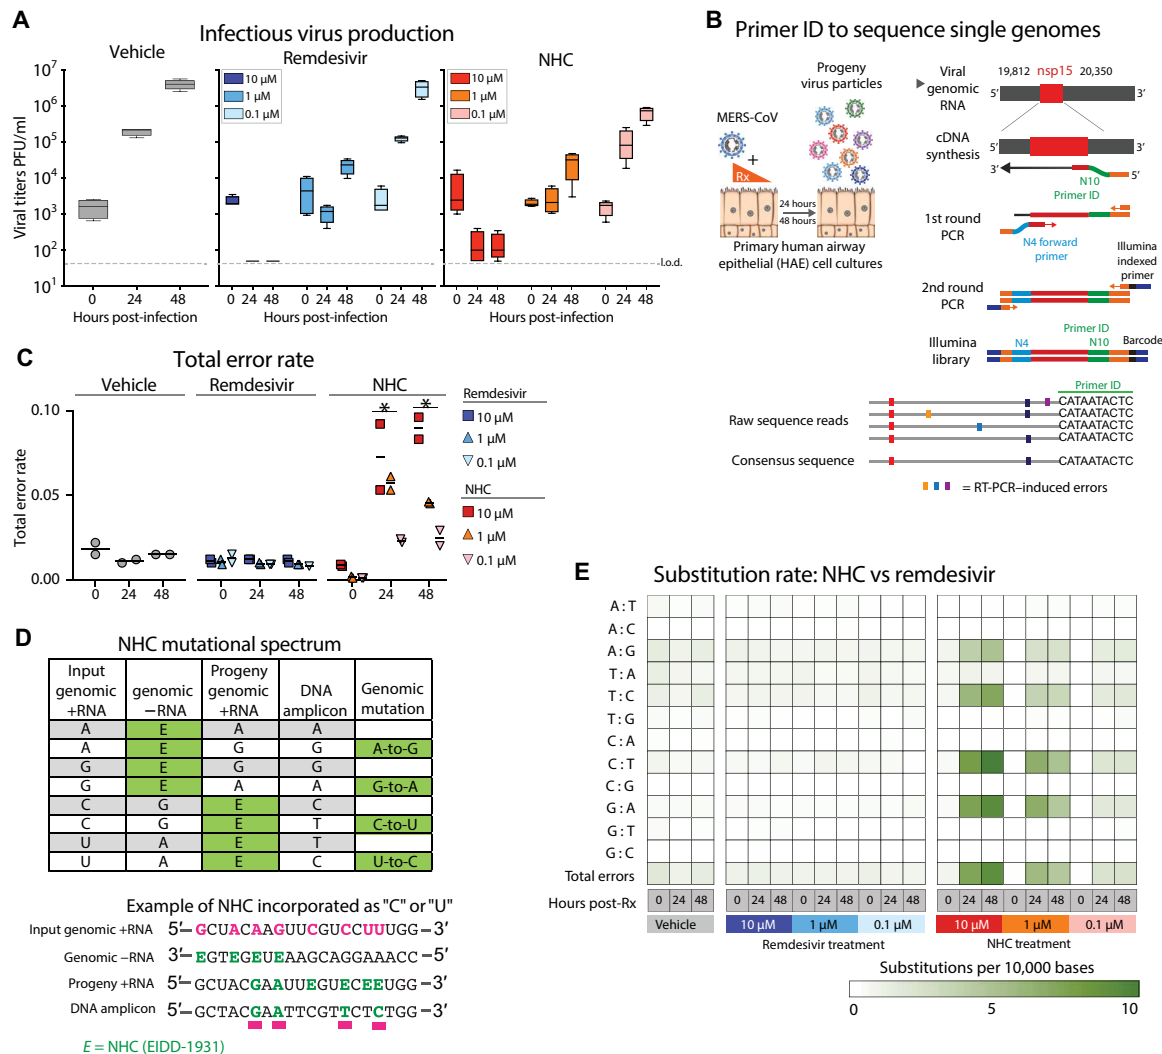 A
Infectious virus production
Vehicle
Remdesivir
NHC
10 µM
1 µM
0.1 µM
10 µM
1 µM
0.1 µM
Viral titers PFU/ml
10⁷
10⁶
10⁵
10⁴
10³
10²
10¹
l.o.d.
0 24 48
0 24 48 0 24 48 0 24 48
0 24 48 0 24 48 0 24 48
Hours post-infection
Hours post-infection
Hours post-infection
B
Primer ID to sequence single genomes
Progeny
virus particles
MERS-CoV
+
Rx
24 hours
48 hours
Primary human airway
epithelial (HAE) cell cultures
Viral
genomic
RNA
19,812 nsp15 20,350
5′ 3′
cDNA
synthesis
5′ 3′
3′ 5′
N10
Primer ID
1st round
PCR
N4 forward
primer
Illumina
indexed
primer
2nd round
PCR
Primer ID
Illumina
library
N4 N10 Barcode
Primer ID
Raw sequence reads
CATAATACTC
CATAATACTC
CATAATACTC
CATAATACTC
Consensus sequence
CATAATACTC
= RT-PCR–induced errors
C
Total error rate
Vehicle
Remdesivir
NHC
Total error rate
0.10
0.05
0.00
* *
0 24 48
0 24 48
0 24 48
Remdesivir
10 µM
1 µM
0.1 µM
NHC
10 µM
1 µM
0.1 µM
D
NHC mutational spectrum
Input
genomic
+RNA
genomic
−RNA
Progeny
genomic
+RNA
DNA
amplicon
Genomic
mutation
A E A A
A E G G A-to-G
G E G G
G E A A G-to-A
C G E C
C G E T C-to-U
U A E T
U A E C U-to-C
Example of NHC incorporated as "C" or "U"
Input genomic +RNA 5′–GCUACAAGUUCGUCCUUUGG–3′
Genomic −RNA 3′–EGTEGEUEAAGCAGGAAACC–5′
Progeny +RNA 5′–GCUACGAAUUEGUECEEUGG–3′
DNA amplicon 5′–GCTACGAATTCGTTCTCTGG–3′
E = NHC (EIDD-1931)
E
Substitution rate: NHC vs remdesivir
A:T
A:C
A:G
T:A
T:C
T:G
C:A
C:T
C:G
G:A
G:T
G:C
Total errors
Hours post-Rx
0 24 48
0 24 48 0 24 48 0 24 48
0 24 48 0 24 48 0 24 48
Vehicle
10 µM 1 µM 0.1 µM
10 µM 1 µM 0.1 µM
Remdesivir treatment
NHC treatment
Substitutions per 10,000 bases
0 5 10